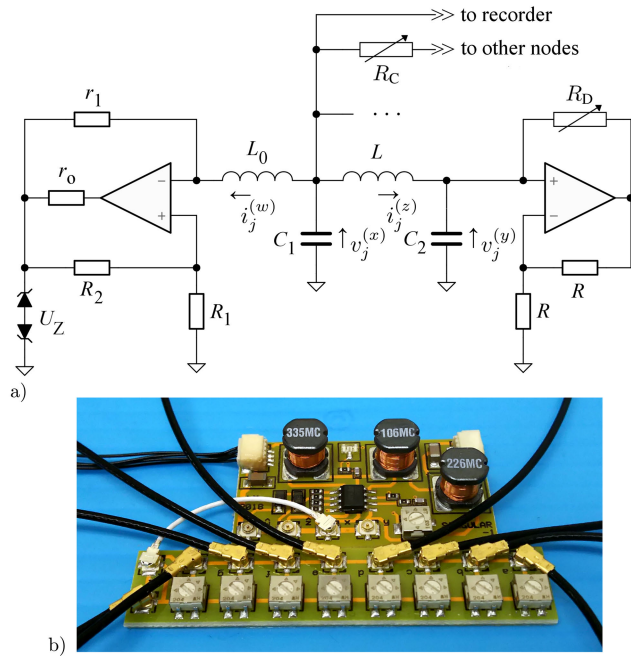 to recorder
to other nodes
R_C
r_1
R_D
. . .
L_0
L
r_o
− +
+ −
i_j^(w)
i_j^(z)
C_1
v_j^(x)
C_2
v_j^(y)
R_2
R
U_Z
R_1
R
a)
335MC
106MC
226MC
2018
x
y
b)